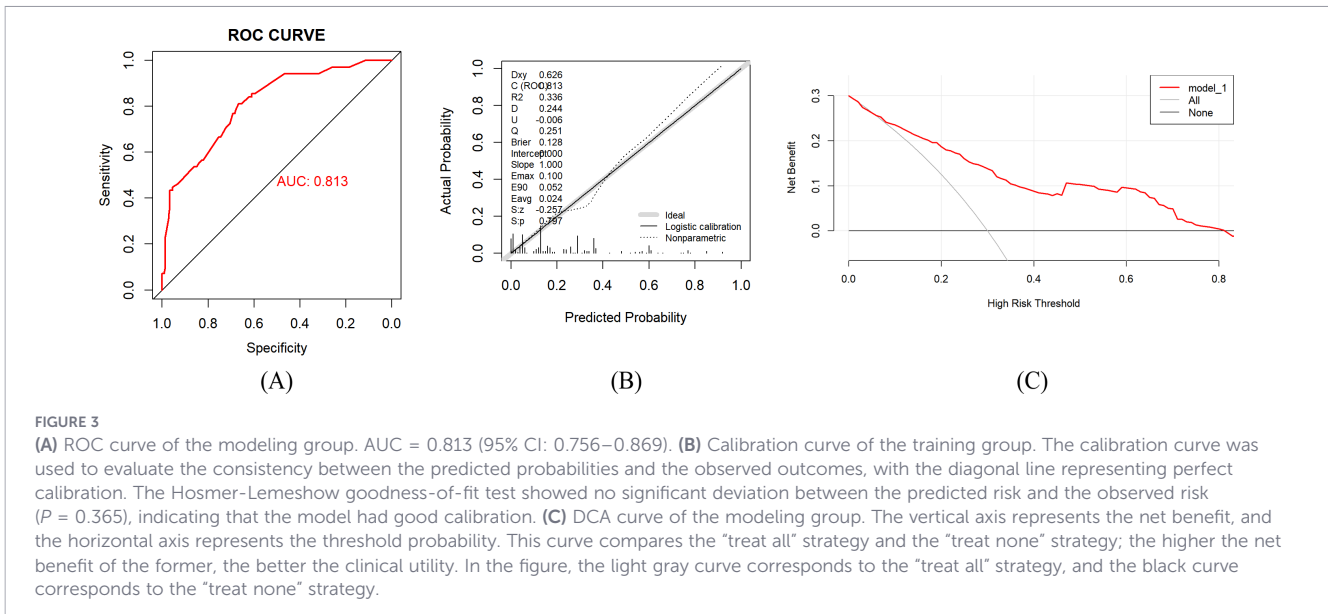 ROC CURVE
Sensitivity
1.0
0.8
0.6
0.4
0.2
0.0
AUC: 0.813
1.0 0.8 0.6 0.4 0.2 0.0
Specificity
(A)
Actual Probability
1.0
0.8
0.6
0.4
0.2
0.0
Dxy 0.626
C (ROC) 0.813
R2 0.336
D 0.244
U -0.006
Q 0.251
Brier 0.128
Intercept 0.000
Slope 1.000
Emax 0.100
E90 0.052
Eavg 0.024
S:z -0.257
S:p 0.797
Ideal
Logistic calibration
Nonparametric
0.0 0.2 0.4 0.6 0.8 1.0
Predicted Probability
(B)
Net Benefit
0.3
0.2
0.1
0.0
model_1
All
None
0.0 0.2 0.4 0.6 0.8
High Risk Threshold
(C)
FIGURE 3
(A) ROC curve of the modeling group. AUC = 0.813 (95% CI: 0.756–0.869). (B) Calibration curve of the training group. The calibration curve was
used to evaluate the consistency between the predicted probabilities and the observed outcomes, with the diagonal line representing perfect
calibration. The Hosmer-Lemeshow goodness-of-fit test showed no significant deviation between the predicted risk and the observed risk
(P = 0.365), indicating that the model had good calibration. (C) DCA curve of the modeling group. The vertical axis represents the net benefit, and
the horizontal axis represents the threshold probability. This curve compares the “treat all” strategy and the “treat none” strategy; the higher the net
benefit of the former, the better the clinical utility. In the figure, the light gray curve corresponds to the “treat all” strategy, and the black curve
corresponds to the “treat none” strategy.